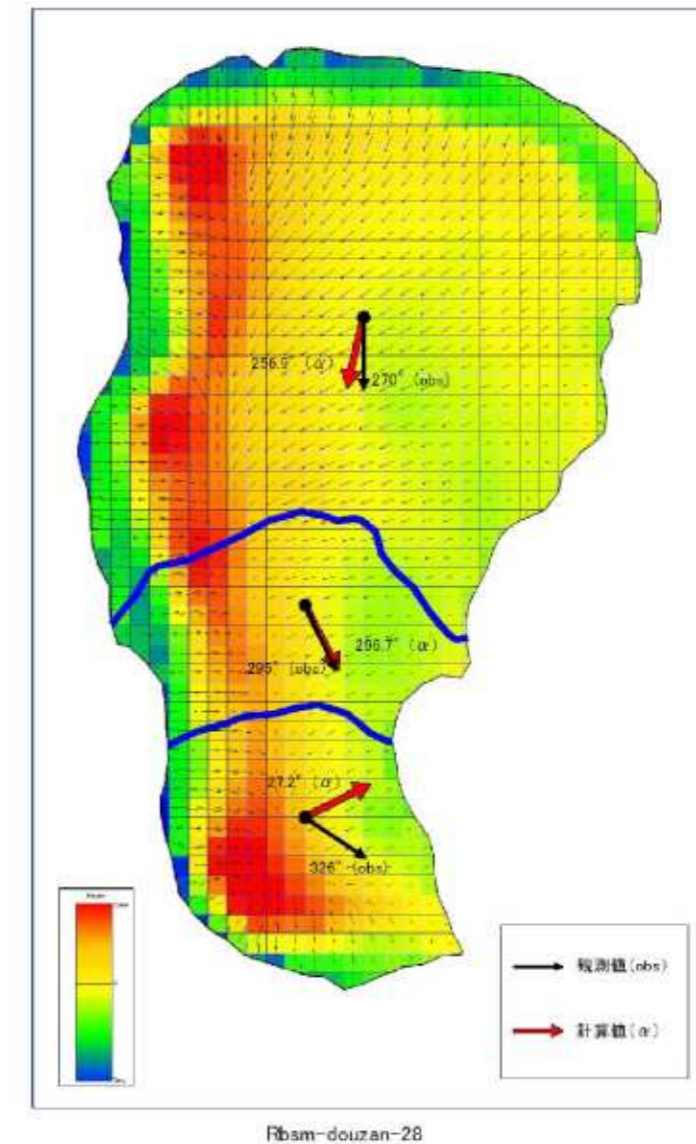 256.9° (α)
270° (obs)
256.7° (α)
295° (obs)
27.2° (α)
326° (obs)
観測値(obs)
計算値(α)
Rbsm-douzan-28